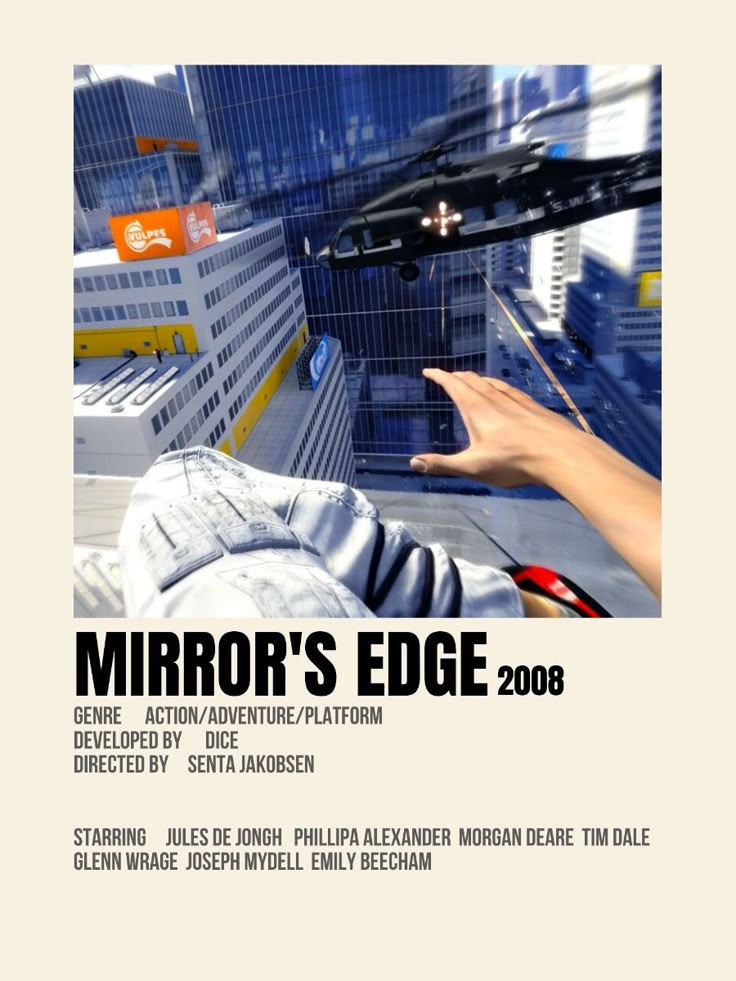 VULPES
S.W.A.T
MIRROR'S EDGE 2008
GENRE ACTION/ADVENTURE/PLATFORM
DEVELOPED BY DICE
DIRECTED BY SENTA JAKOBSEN
STARRING JULES DE JONGH PHILLIPA ALEXANDER MORGAN DEARE TIM DALE
GLENN WRAGE JOSEPH MYDELL EMILY BEECHAM